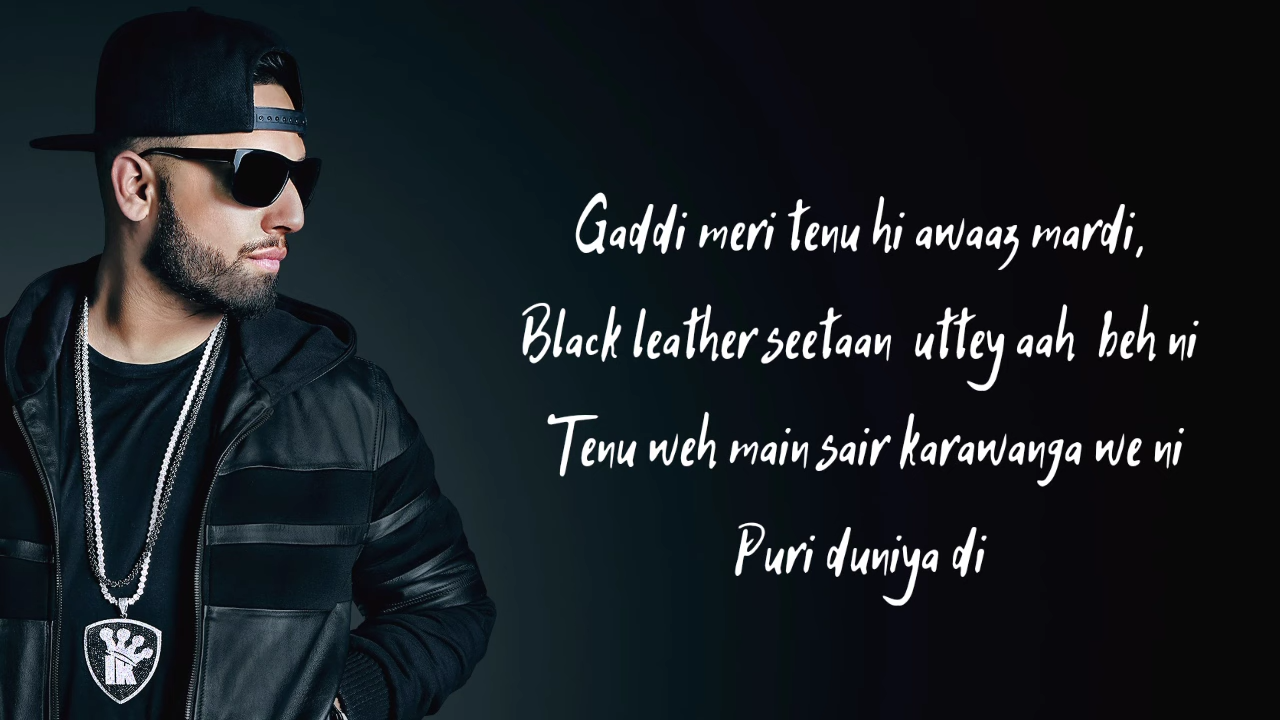 Gaddi meri tenu hi awaaz mardi,
Black leather seetaan uttey aah beh ni
Tenu weh main sair karawanga we ni
Puri duniya di
IK